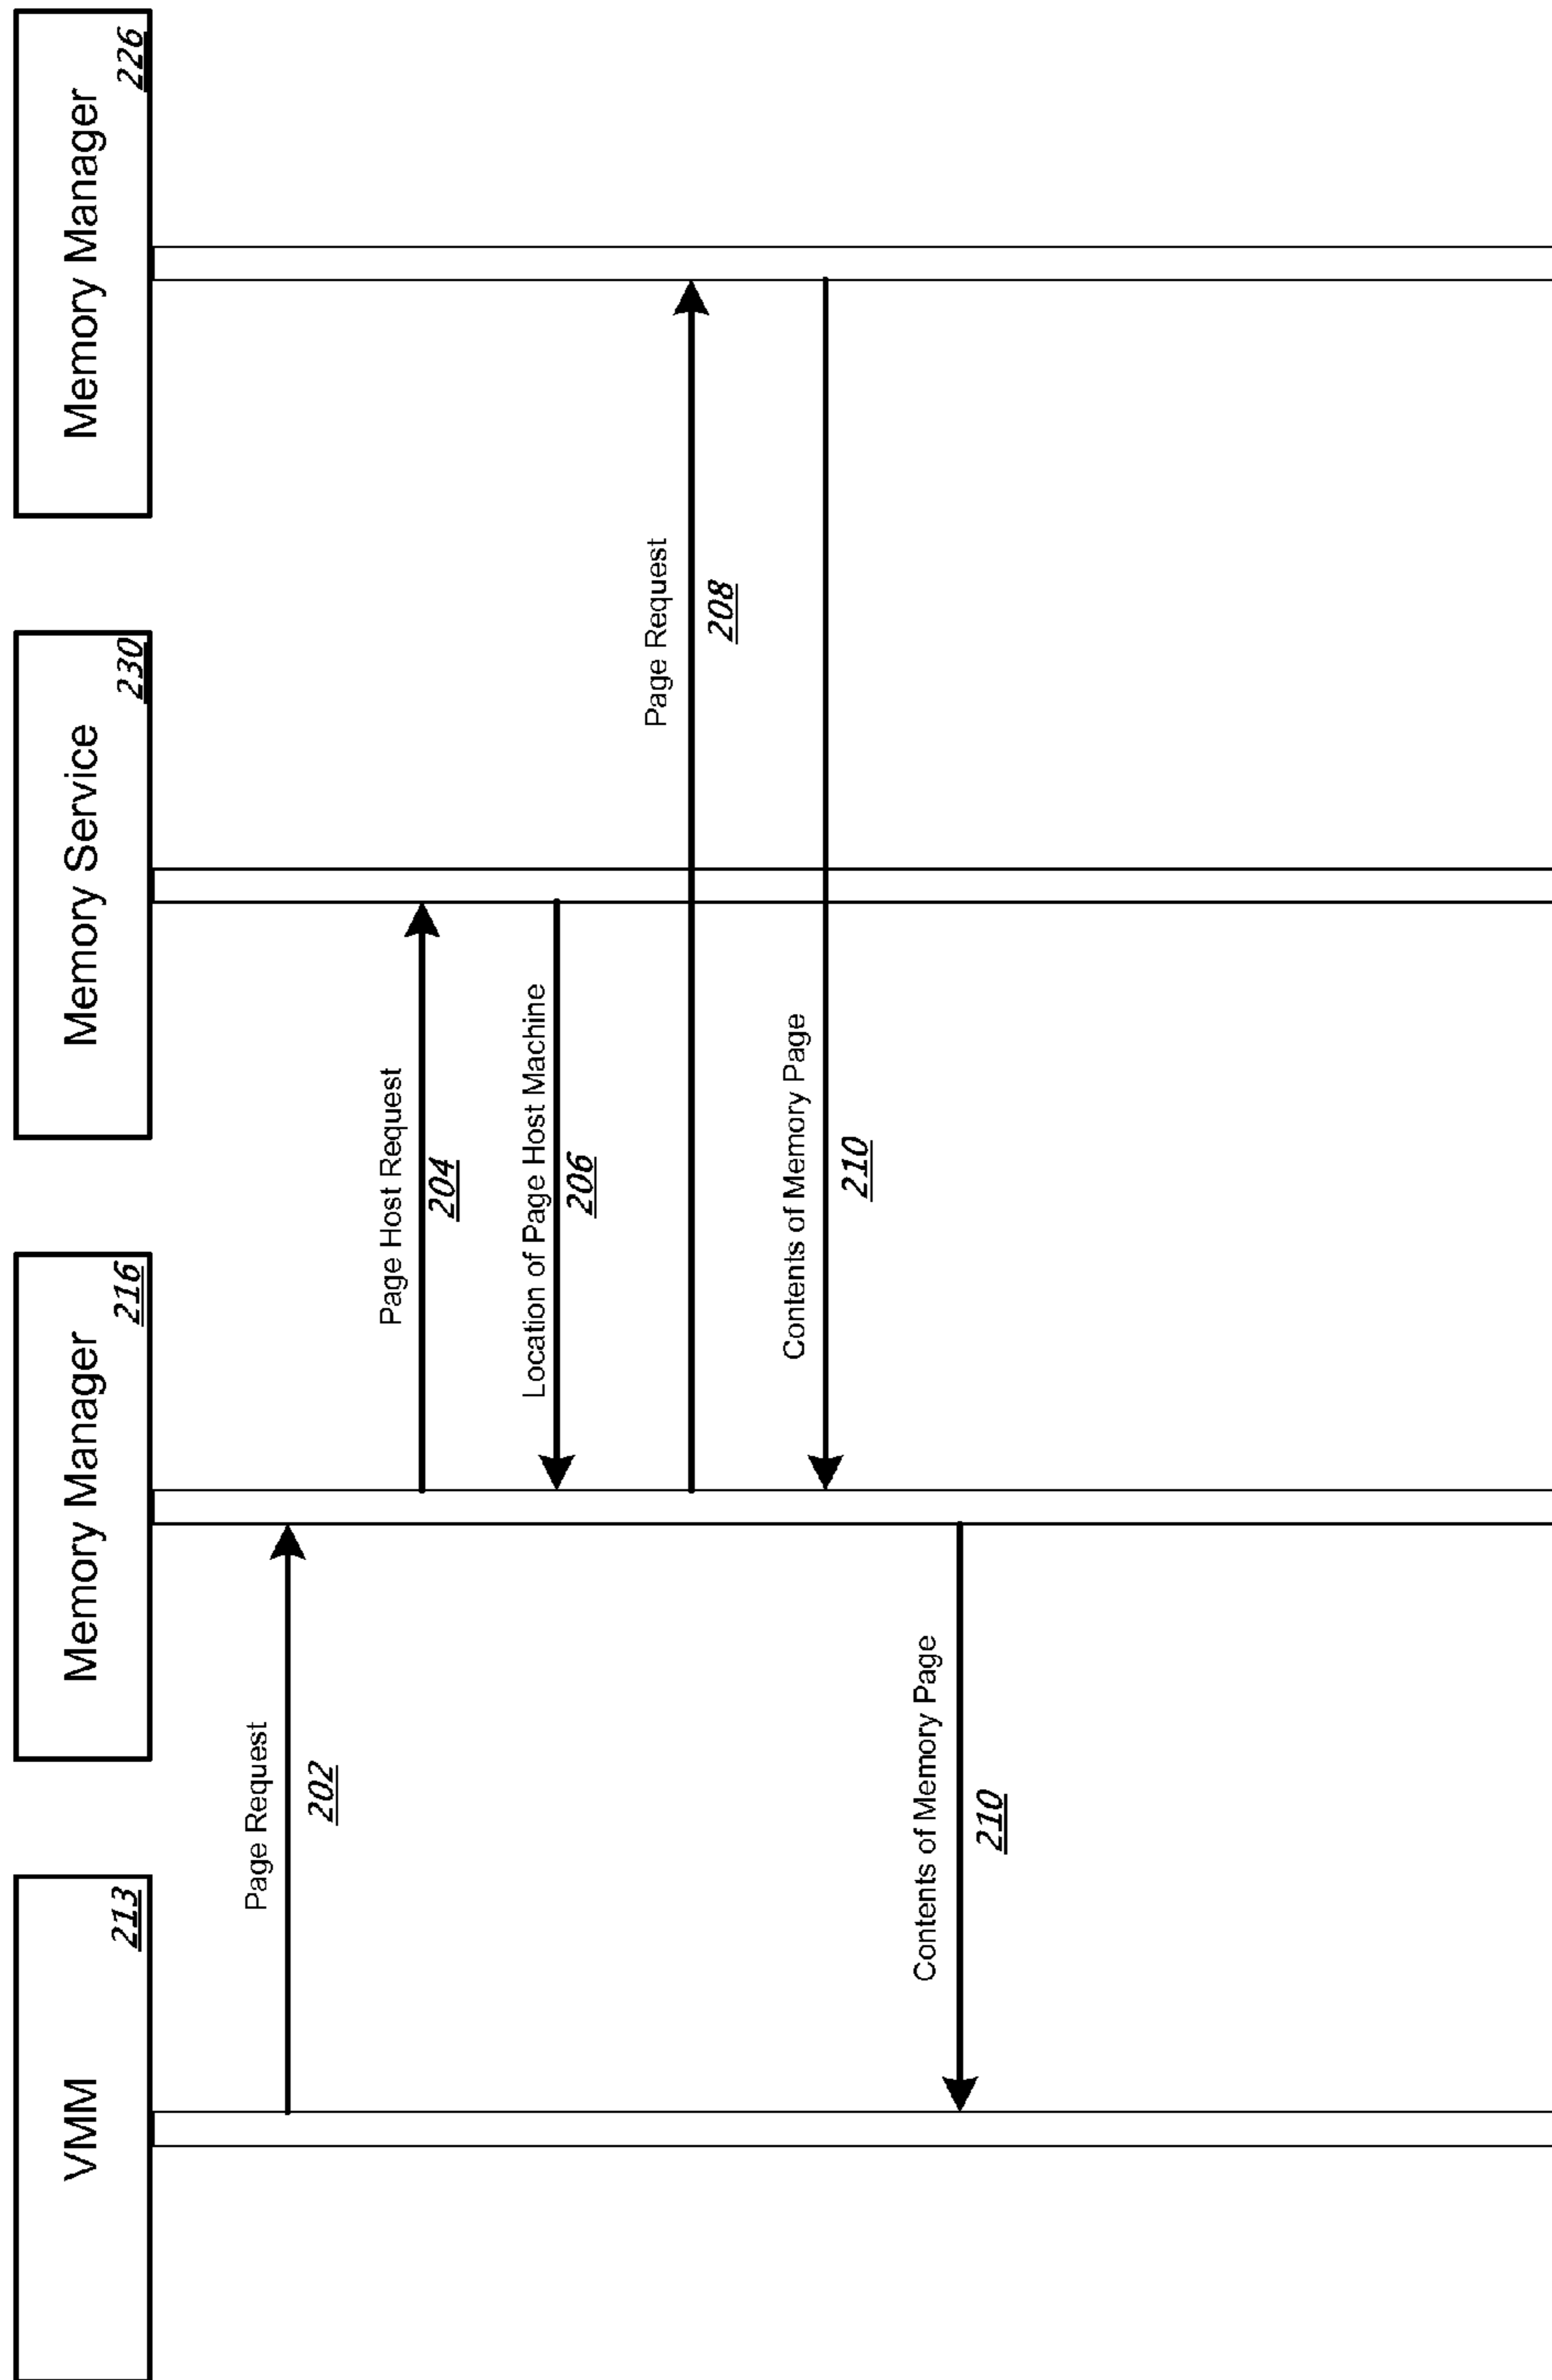 VMM
213
Memory Manager
216
Memory Service
230
Memory Manager
226
Page Request
202
Page Host Request
204
Location of Page Host Machine
206
Page Request
208
Contents of Memory Page
210
Contents of Memory Page
210